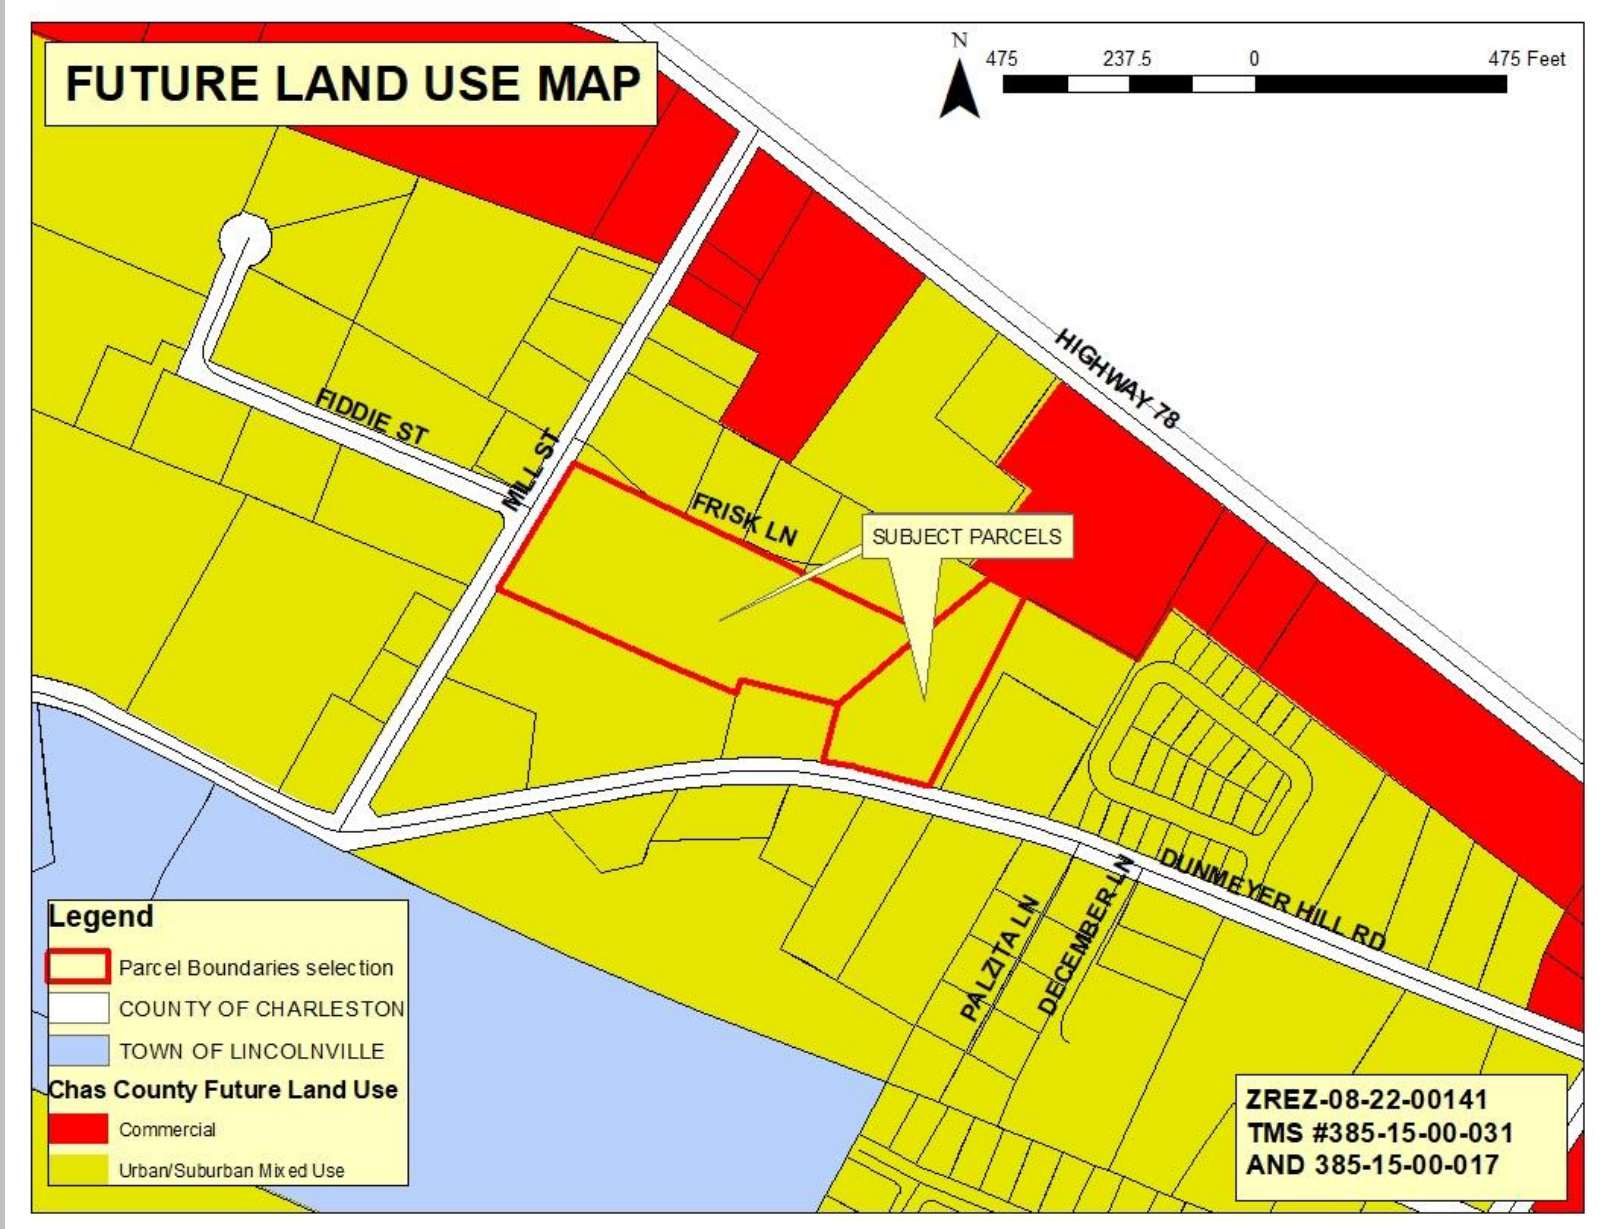 FUTURE LAND USE MAP
N
475 237.5 0 475 Feet
HIGHWAY 78
FIDDIE ST
MILL ST
FRISK LN
SUBJECT PARCELS
DUNMEYER HILL RD
PALZITA LN
DECEMBER LN
Legend
Parcel Boundaries selection
COUNTY OF CHARLESTON
TOWN OF LINCOLNVILLE
Chas County Future Land Use
Commercial
Urban/Suburban Mixed Use
ZREZ-08-22-00141
TMS #385-15-00-031
AND 385-15-00-017